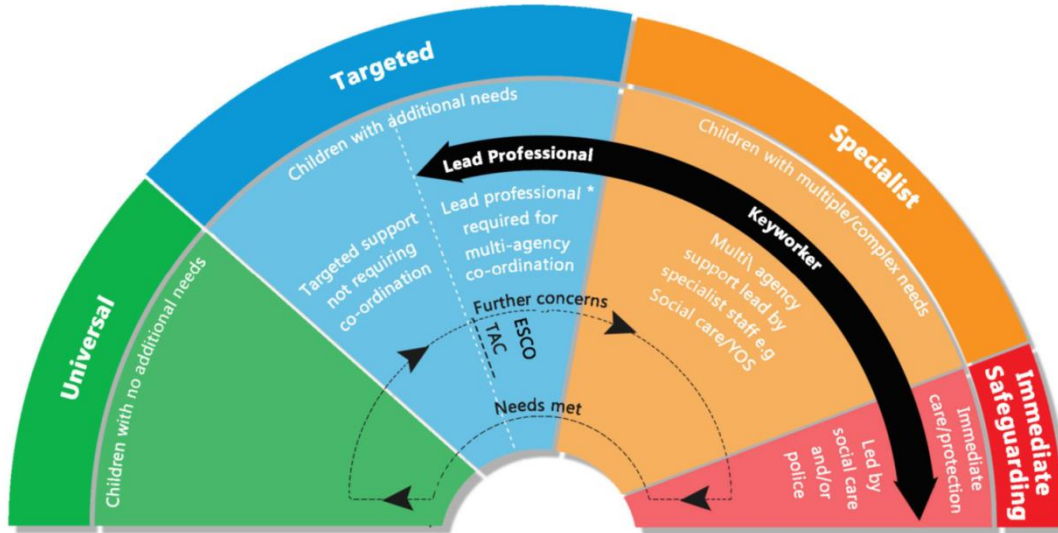 Universal
Children with no additional needs
Targeted
Children with additional needs
Targeted support
not requiring
co-ordination
Lead professional *
required for
multi-agency
co-ordination
Lead Professional
Keyworker
Further concerns
ESCO
TAC
Needs met
Specialist
Children with multiple/complex needs
Multi\ agency
support lead by
specialist staff e.g
Social care/YOS
Immediate
Safeguarding
Immediate
care/protection
Led by
social care
and/or
police